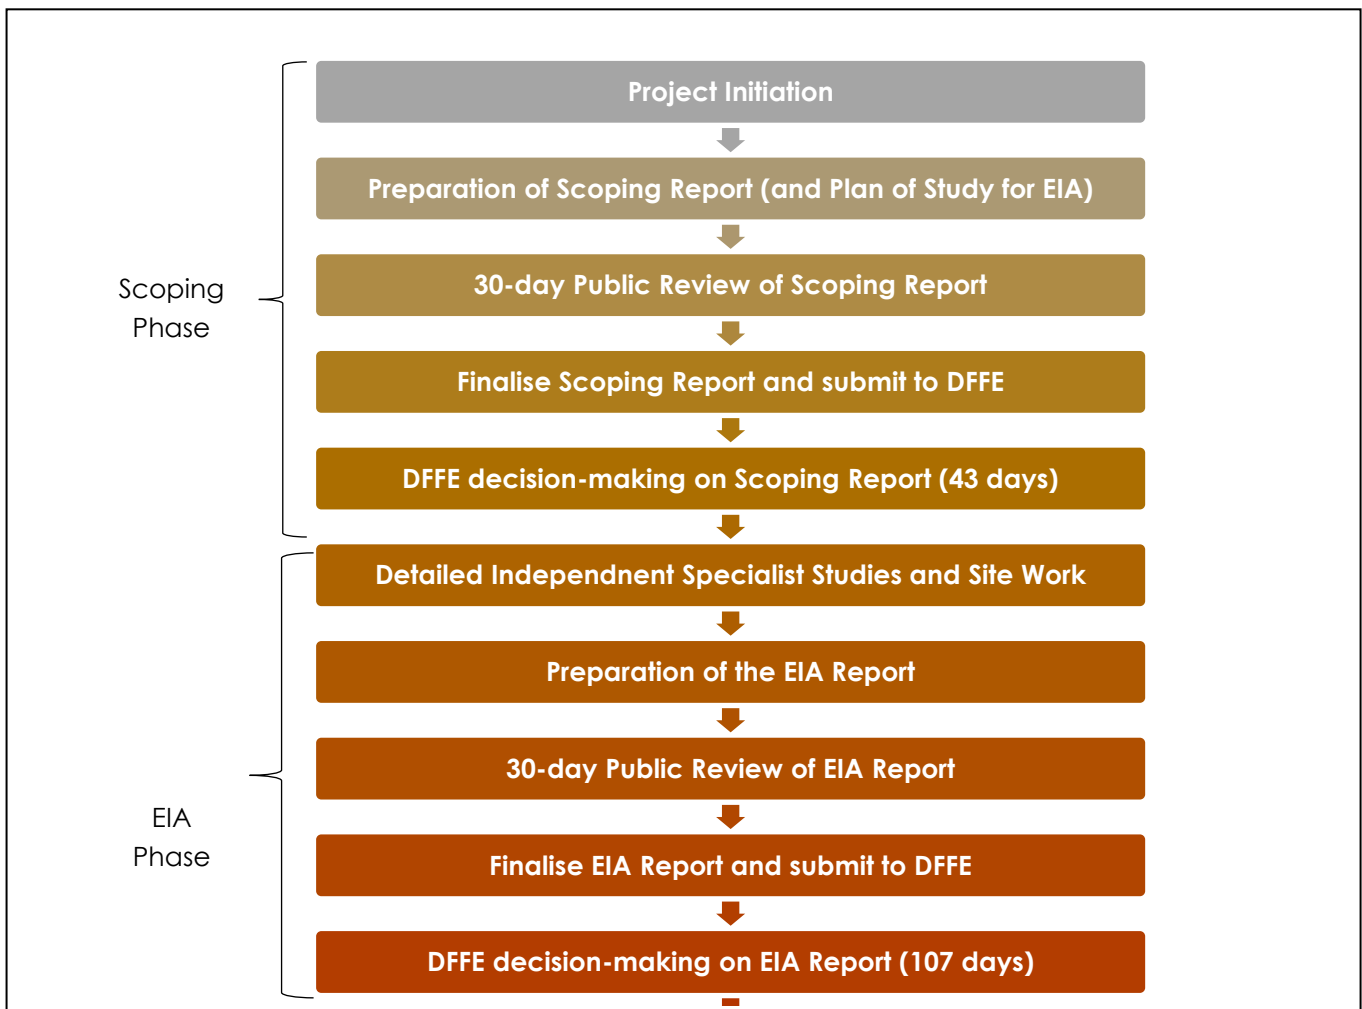 Project Initiation
Preparation of Scoping Report (and Plan of Study for EIA)
30-day Public Review of Scoping Report
Scoping
Phase
Finalise Scoping Report and submit to DFFE
DFFE decision-making on Scoping Report (43 days)
Detailed Independnent Specialist Studies and Site Work
Preparation of the EIA Report
30-day Public Review of EIA Report
EIA
Phase
Finalise EIA Report and submit to DFFE
DFFE decision-making on EIA Report (107 days)